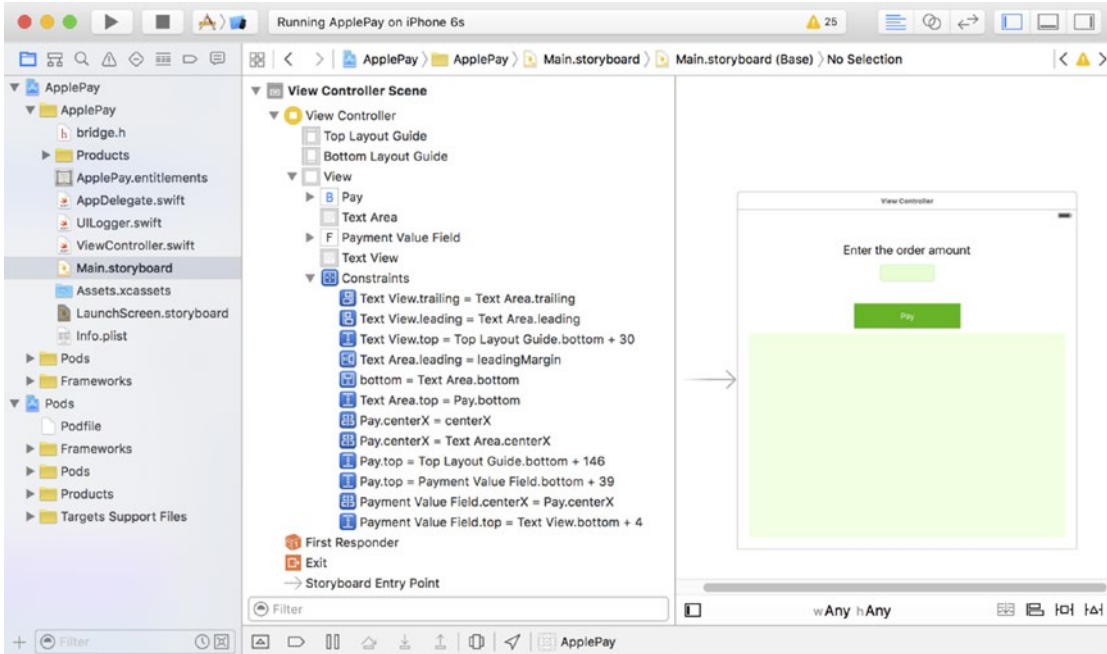 Running ApplePay on iPhone 6s
25
ApplePay
ApplePay
Main.storyboard
Main.storyboard (Base)
No Selection
ApplePay
ApplePay
h bridge.h
Products
ApplePay.entitlements
AppDelegate.swift
UILogger.swift
ViewController.swift
Main.storyboard
Assets.xcassets
LaunchScreen.storyboard
Info.plist
Pods
Frameworks
Pods
Podfile
Frameworks
Pods
Products
Targets Support Files
Filter
View Controller Scene
View Controller
Top Layout Guide
Bottom Layout Guide
View
B Pay
Text Area
F Payment Value Field
Text View
Constraints
Text View.trailing = Text Area.trailing
Text View.leading = Text Area.leading
Text View.top = Top Layout Guide.bottom + 30
Text Area.leading = leadingMargin
bottom = Text Area.bottom
Text Area.top = Pay.bottom
Pay.centerX = centerX
Pay.centerX = Text Area.centerX
Pay.top = Top Layout Guide.bottom + 146
Pay.top = Payment Value Field.bottom + 39
Payment Value Field.centerX = Pay.centerX
Payment Value Field.top = Text View.bottom + 4
First Responder
Exit
Storyboard Entry Point
Filter
View Controller
Enter the order amount
Pay
wAny hAny
ApplePay